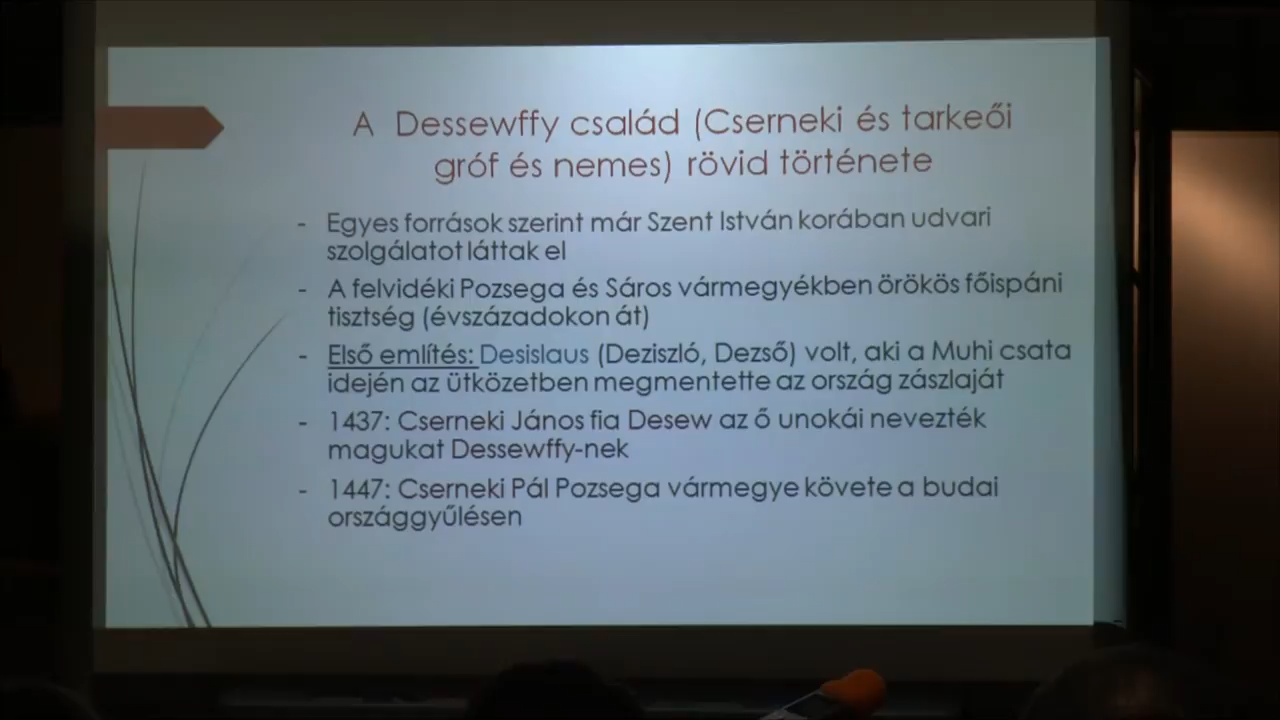 A Dessewffy család (Cserneki és tarkeői
gróf és nemes) rövid története
- Egyes források szerint már Szent István korában udvari
szolgálatot láttak el
- A felvidéki Pozsega és Sáros vármegyékben örökös főispáni
tisztség (évszázadokon át)
- Első említés: Desislaus (Deziszló, Dezső) volt, aki a Muhi csata
idején az ütközetben megmentette az ország zászlaját
- 1437: Cserneki János fia Desew az ő unokái nevezték
magukat Dessewffy-nek
- 1447: Cserneki Pál Pozsega vármegye követe a budai
országgyűlésen